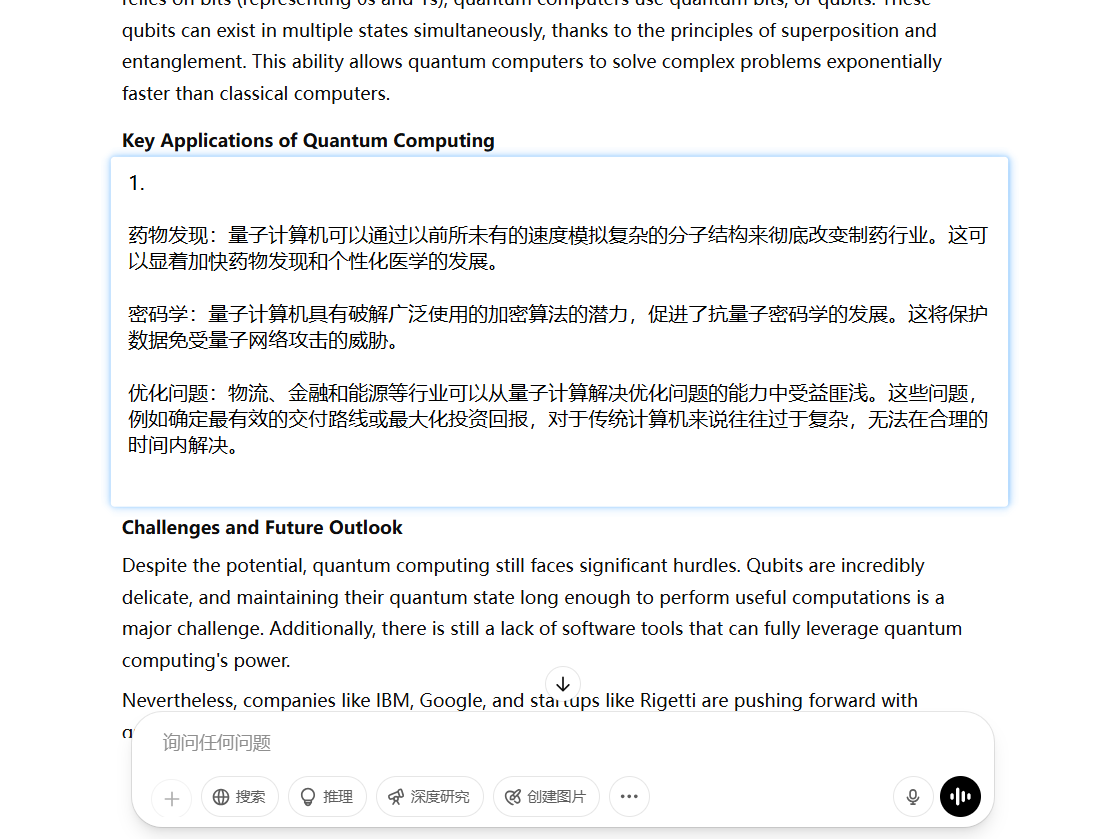 relies on bits (representing 0s and 1s), quantum computers use quantum bits, or qubits. These
qubits can exist in multiple states simultaneously, thanks to the principles of superposition and
entanglement. This ability allows quantum computers to solve complex problems exponentially
faster than classical computers.
Key Applications of Quantum Computing
1.
药物发现：量子计算机可以通过以前所未有的速度模拟复杂的分子结构来彻底改变制药行业。这可
以显着加快药物发现和个性化医学的发展。
密码学：量子计算机具有破解广泛使用的加密算法的潜力，促进了抗量子密码学的发展。这将保护
数据免受量子网络攻击的威胁。
优化问题：物流、金融和能源等行业可以从量子计算解决优化问题的能力中受益匪浅。这些问题，
例如确定最有效的交付路线或最大化投资回报，对于传统计算机来说往往过于复杂，无法在合理的
时间内解决。
Challenges and Future Outlook
Despite the potential, quantum computing still faces significant hurdles. Qubits are incredibly
delicate, and maintaining their quantum state long enough to perform useful computations is a
major challenge. Additionally, there is still a lack of software tools that can fully leverage quantum
computing's power.
Nevertheless, companies like IBM, Google, and startups like Rigetti are pushing forward with
询问任何问题
搜索 推理 深度研究 创建图片